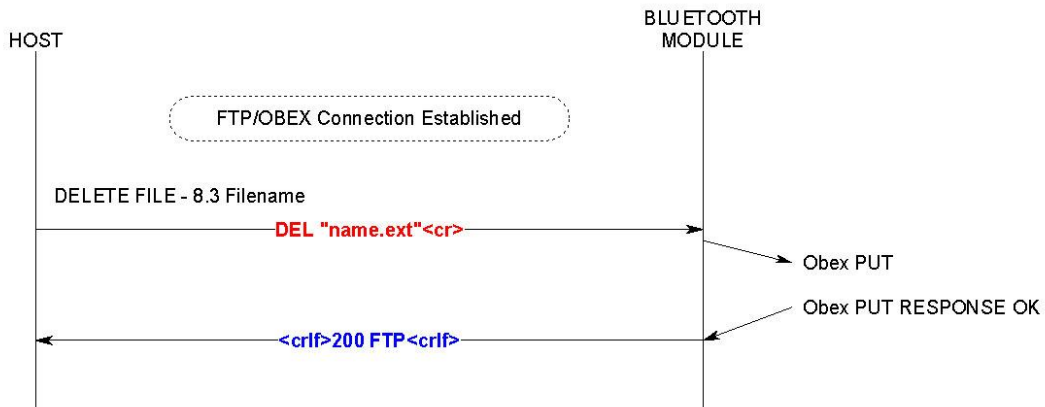 HOST
BLUETOOTH
MODULE
FTP/OBEX Connection Established
DELETE FILE - 8.3 Filename
DEL "name.ext"<cr>
Obex PUT
Obex PUT RESPONSE OK
<crlf>200 FTP<crlf>